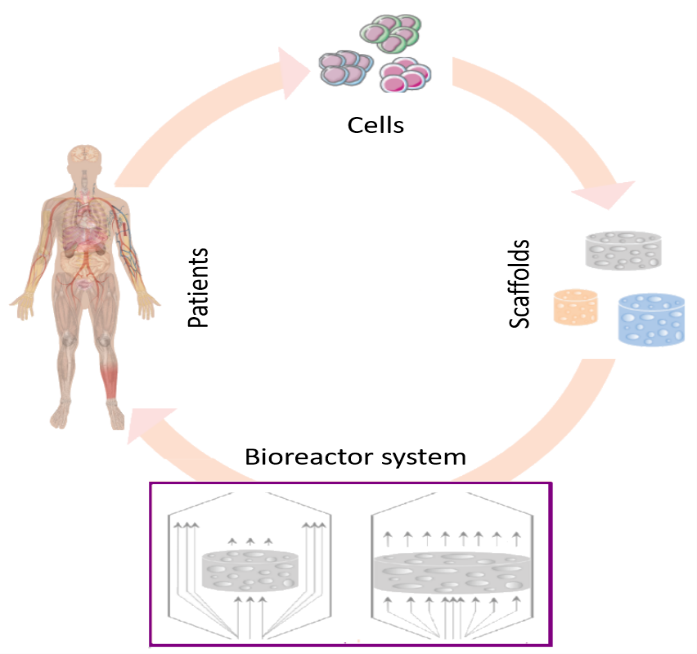 Cells
Patients
Scaffolds
Bioreactor system